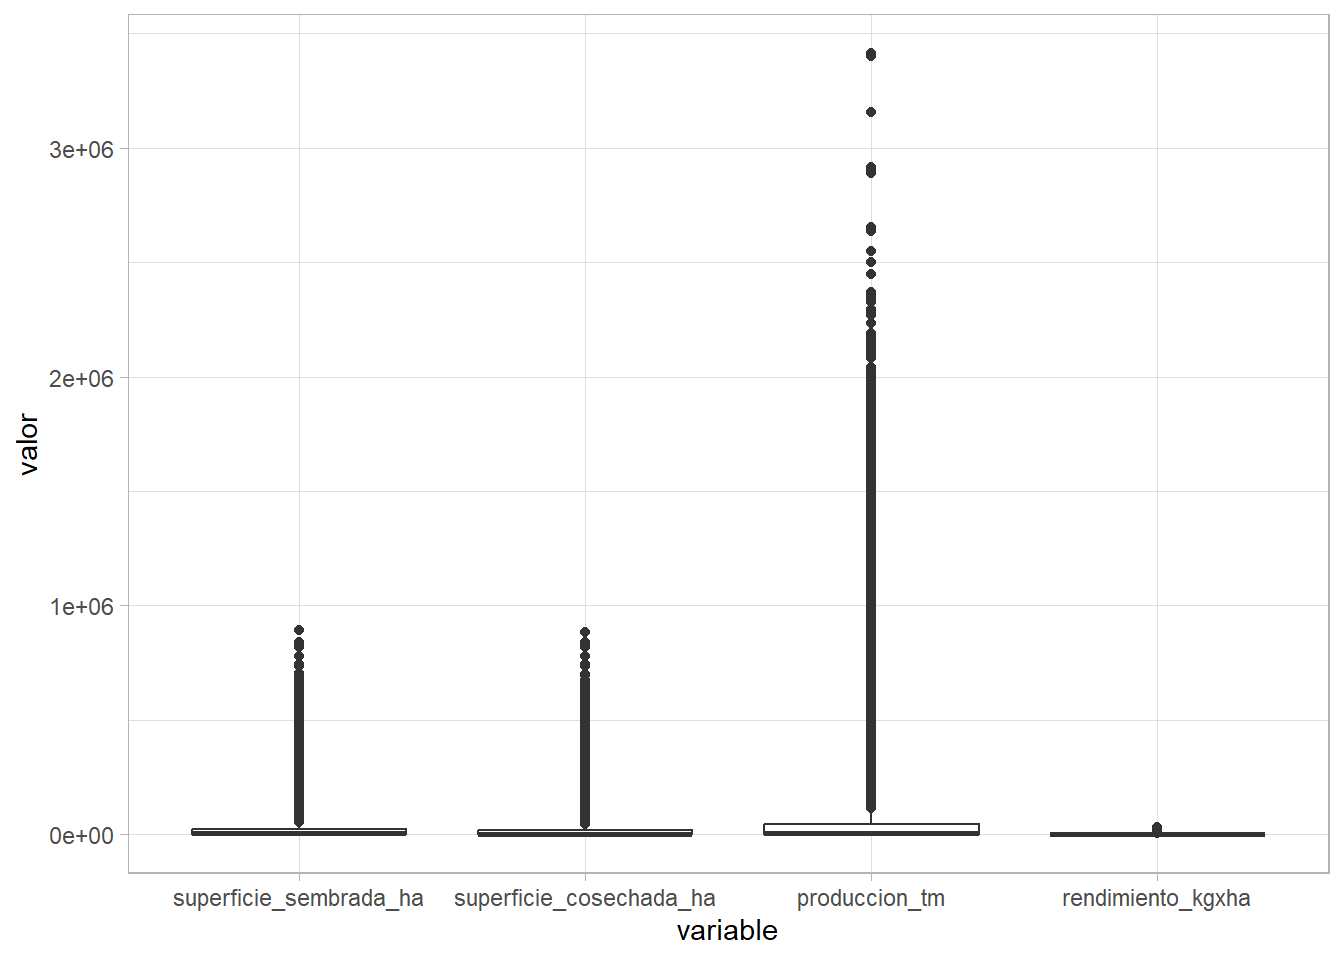 3e+06
2e+06
1e+06
0e+00
valor
superficie_sembrada_ha superficie_cosechada_ha produccion_tm rendimiento_kgxha
variable